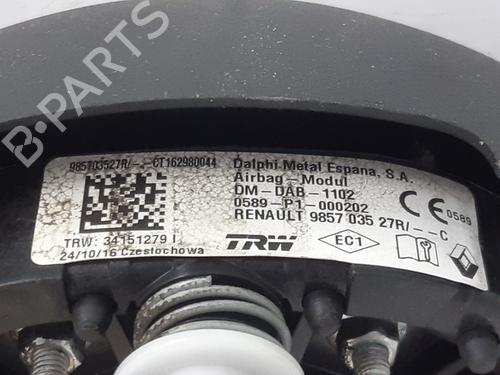 B-PARTS
985703527R/--CT162980044
Dalphi Metal Espana, S.A.
Airbag-Modul
DM-DAB-1102
0589-P1-000202
RENAULT 9857 035 27R/--C
CE 0589
TRW: 34151279 I
24/10/16 Czestochowa
TRW
EC1
i